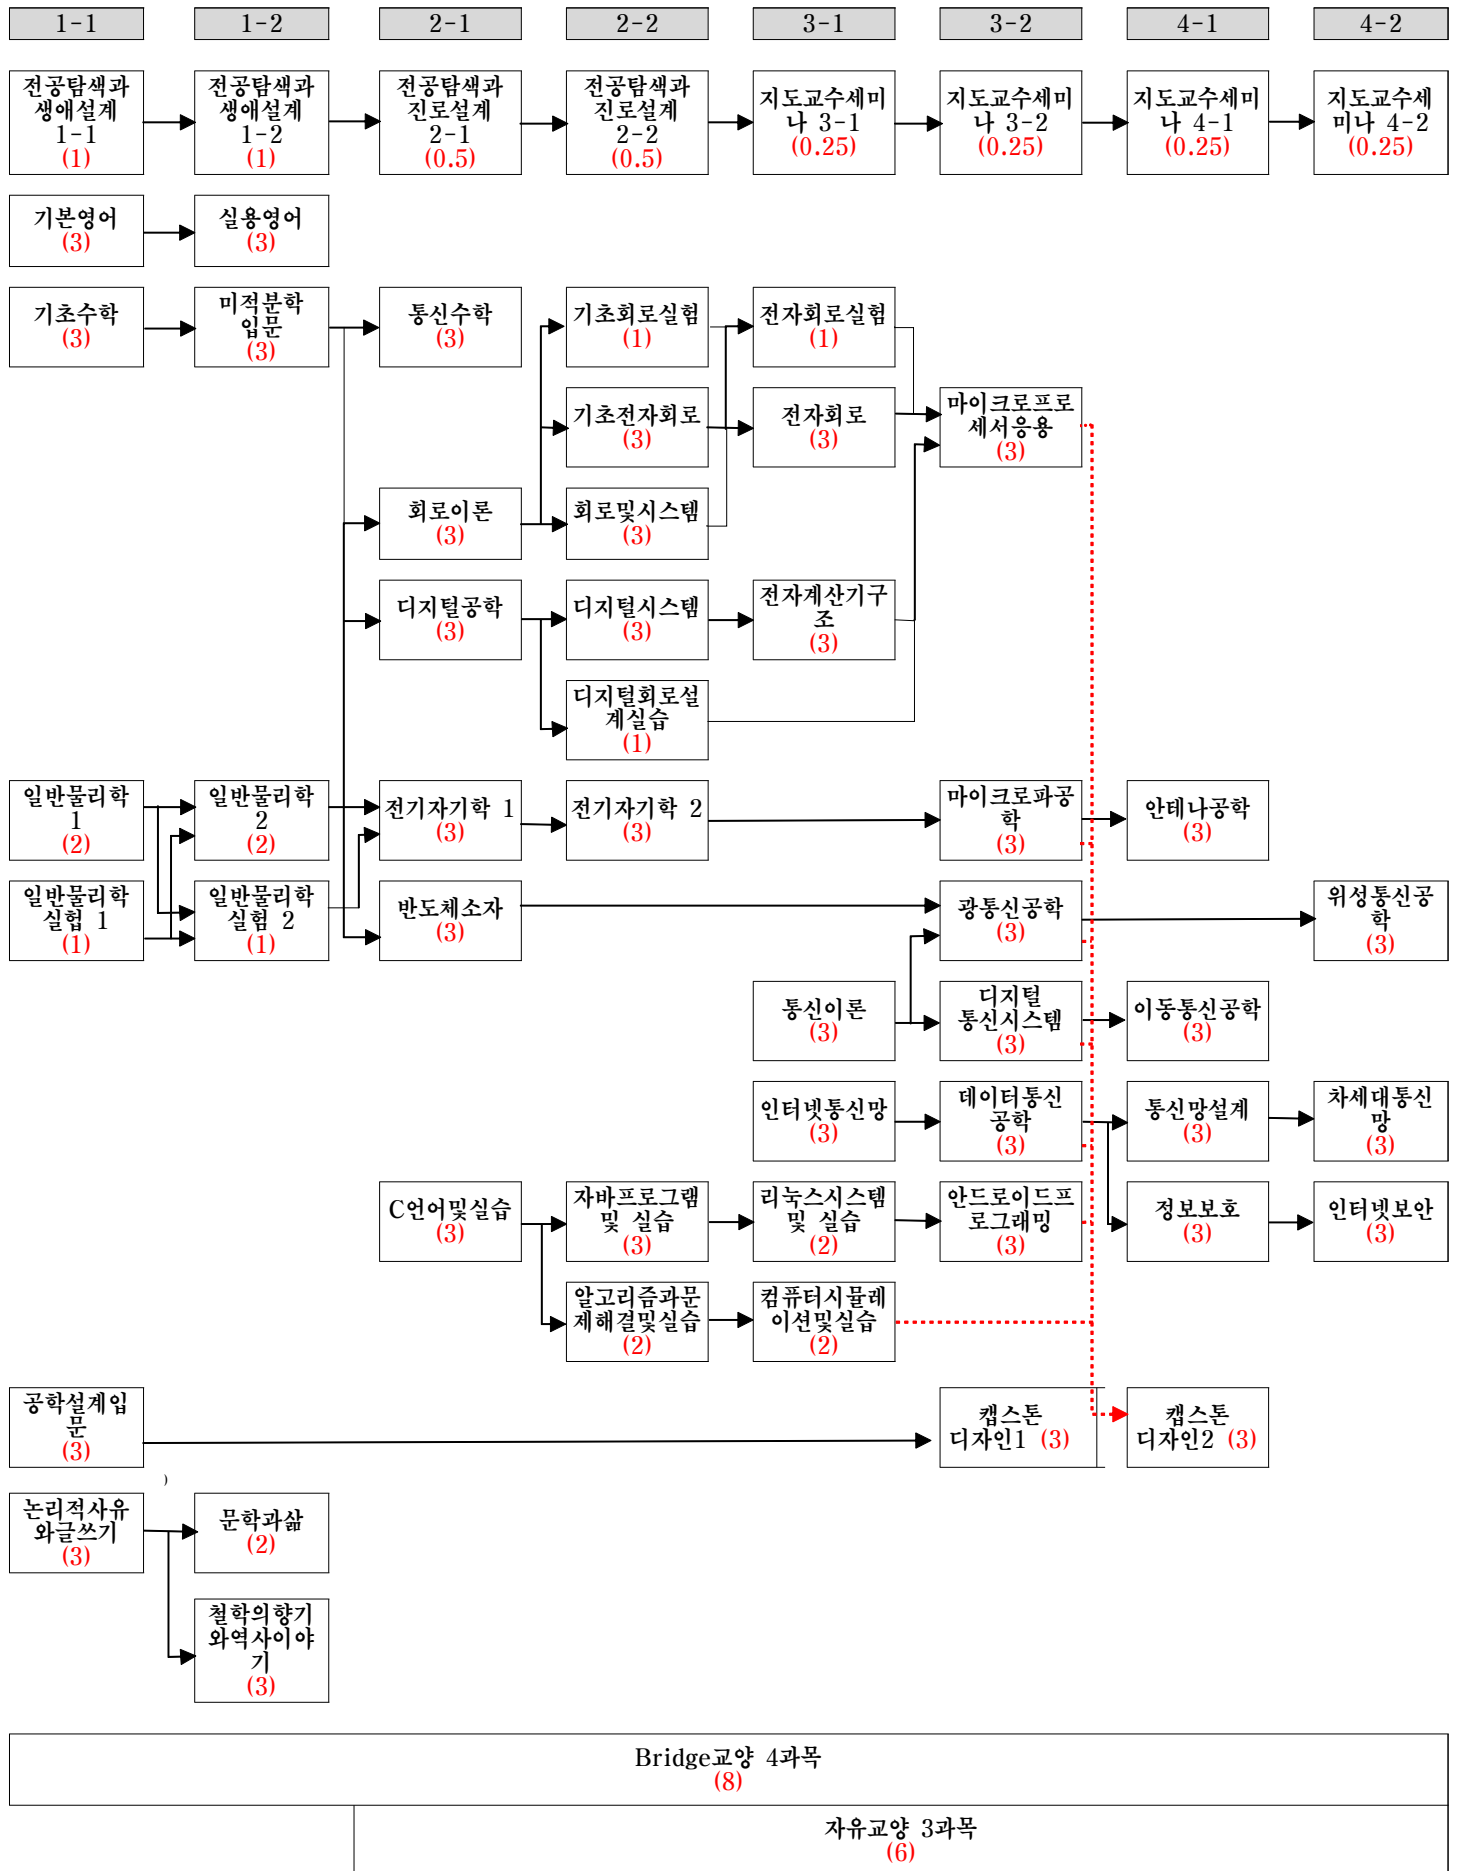 1-1 1-2 2-1 2-2 3-1 3-2 4-1 4-2
전공탐색과
생애설계
1-1
(1)
전공탐색과
생애설계
1-2
(1)
전공탐색과
진로설계
2-1
(0.5)
전공탐색과
진로설계
2-2
(0.5)
지도교수세미
나 3-1
(0.25)
지도교수세미
나 3-2
(0.25)
지도교수세미
나 4-1
(0.25)
지도교수세
미나 4-2
(0.25)
기본영어
(3)
실용영어
(3)
기초수학
(3)
미적분학
입문
(3)
통신수학
(3)
기초회로실험
(1)
전자회로실험
(1)
기초전자회로
(3)
전자회로
(3)
마이크로프로
세서응용
(3)
회로이론
(3)
회로및시스템
(3)
디지털공학
(3)
디지털시스템
(3)
전자계산기구
조
(3)
디지털회로설
계실습
(1)
일반물리학
1
(2)
일반물리학
2
(2)
전기자기학 1
(3)
전기자기학 2
(3)
마이크로파공
학
(3)
안테나공학
(3)
일반물리학
실험 1
(1)
일반물리학
실험 2
(1)
반도체소자
(3)
광통신공학
(3)
위성통신공
학
(3)
통신이론
(3)
디지털
통신시스템
(3)
이동통신공학
(3)
인터넷통신망
(3)
데이터통신
공학
(3)
통신망설계
(3)
차세대통신
망
(3)
C언어및실습
(3)
자바프로그램
및 실습
(3)
리눅스시스템
및 실습
(2)
안드로이드프
로그래밍
(3)
정보보호
(3)
인터넷보안
(3)
알고리즘과문
제해결및실습
(2)
컴퓨터시뮬레
이션및실습
(2)
공학설계입
문
(3)
캡스톤
디자인1 (3)
캡스톤
디자인2 (3)
)
논리적사유
와글쓰기
(3)
문학과삶
(2)
철학의향기
와역사이야
기
(3)
Bridge교양 4과목
(8)
자유교양 3과목
(6)